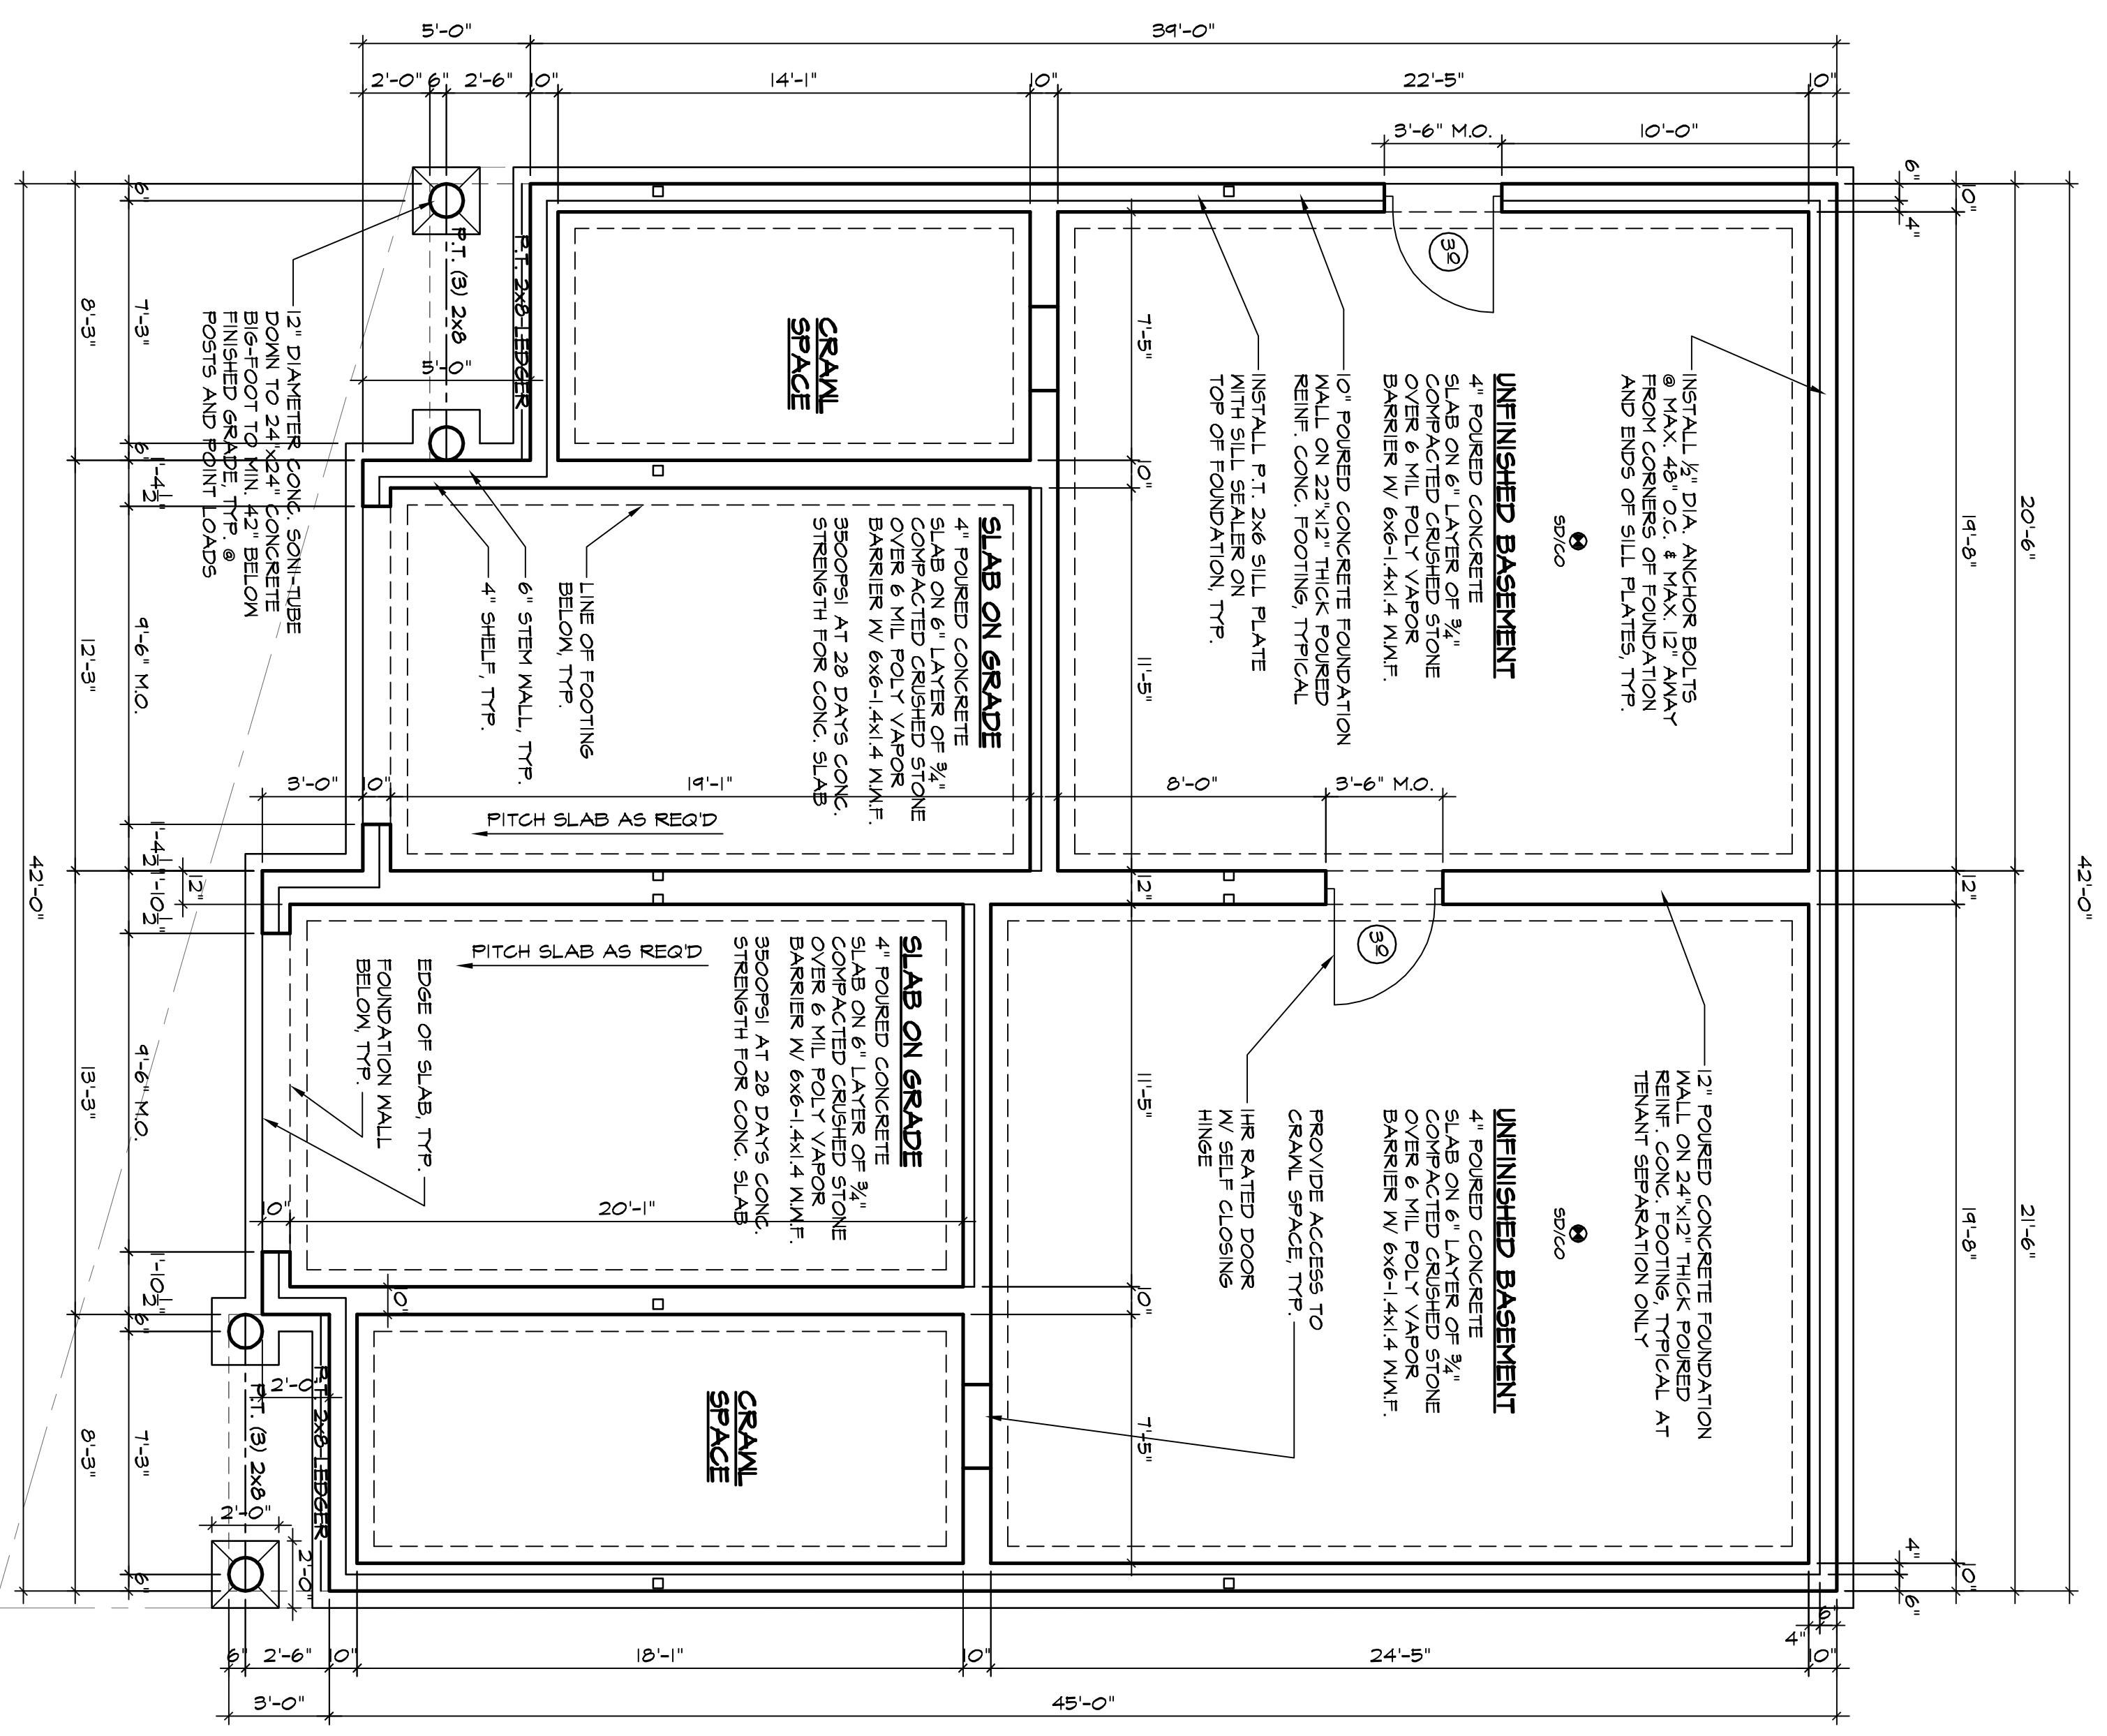 5'-0"
39'-0"
2'-0"
6"
2'-6"
10"
14'-1"
10"
22'-5"
10"
3'-6" M.O.
10'-0"
6"
10"
4"
42'-0"
20'-6"
21'-6"
19'-8"
12"
19'-8"
4"
10"
6"
INSTALL ½" DIA. ANCHOR BOLTS
@ MAX. 48" O.C. & MAX. 12" AWAY
FROM CORNERS OF FOUNDATION
AND ENDS OF SILL PLATES, TYP.
SD/CO
UNFINISHED BASEMENT
4" POURED CONCRETE
SLAB ON 6" LAYER OF ¾"
COMPACTED CRUSHED STONE
OVER 6 MIL POLY VAPOR
BARRIER W/ 6x6-1.4x1.4 W.W.F.
10" POURED CONCRETE FOUNDATION
WALL ON 22"x12" THICK POURED
REINF. CONC. FOOTING, TYPICAL
INSTALL P.T. 2x6 SILL PLATE
WITH SILL SEALER ON
TOP OF FOUNDATION, TYP.
7'-5"
10"
11'-5"
12"
11'-5"
10"
7'-5"
CRAWL
SPACE
SLAB ON GRADE
4" POURED CONCRETE
SLAB ON 6" LAYER OF ¾"
COMPACTED CRUSHED STONE
OVER 6 MIL POLY VAPOR
BARRIER W/ 6x6-1.4x1.4 W.W.F.
3500PSI AT 28 DAYS CONC.
STRENGTH FOR CONC. SLAB
LINE OF FOOTING
BELOW, TYP.
6" STEM WALL, TYP.
4" SHELF, TYP.
P.T. 2x8 LEDGER
P.T. (3) 2x8
5'-0"
12" DIAMETER CONC. SONI-TUBE
DOWN TO 24"x24" CONCRETE
BIG-FOOT TO MIN. 42" BELOW
FINISHED GRADE, TYP. @
POSTS AND POINT LOADS
3'-0"
10"
19'-1"
8'-0"
3'-6" M.O.
PITCH SLAB AS REQ'D
12" POURED CONCRETE FOUNDATION
WALL ON 24"x12" THICK POURED
REINF. CONC. FOOTING, TYPICAL AT
TENANT SEPARATION ONLY
SD/CO
UNFINISHED BASEMENT
4" POURED CONCRETE
SLAB ON 6" LAYER OF ¾"
COMPACTED CRUSHED STONE
OVER 6 MIL POLY VAPOR
BARRIER W/ 6x6-1.4x1.4 W.W.F.
PROVIDE ACCESS TO
CRAWL SPACE, TYP.
1HR RATED DOOR
W/ SELF CLOSING
HINGE
PITCH SLAB AS REQ'D
SLAB ON GRADE
4" POURED CONCRETE
SLAB ON 6" LAYER OF ¾"
COMPACTED CRUSHED STONE
OVER 6 MIL POLY VAPOR
BARRIER W/ 6x6-1.4x1.4 W.W.F.
3500PSI AT 28 DAYS CONC.
STRENGTH FOR CONC. SLAB
EDGE OF SLAB, TYP.
FOUNDATION WALL
BELOW, TYP.
10"
20'-1"
10"
CRAWL
SPACE
2'-0"
P.T. 2x8 LEDGER
P.T. (3) 2x8
2'-0"
2'-0"
6"
7'-3"
6"
1'-4½"
9'-6" M.O.
1'-4½"
1'-10½"
12"
9'-6" M.O.
1'-10½"
6"
7'-3"
6"
8'-3"
12'-3"
13'-3"
8'-3"
42'-0"
6"
4"
6"
2'-6"
10"
18'-1"
10"
24'-5"
10"
3'-0"
45'-0"